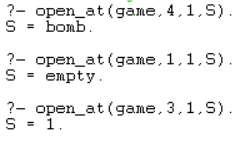 ?- open_at(game,4,1,S).
S = bomb.
?- open_at(game,1,1,S).
S = empty.
?- open_at(game,3,1,S).
S = 1.